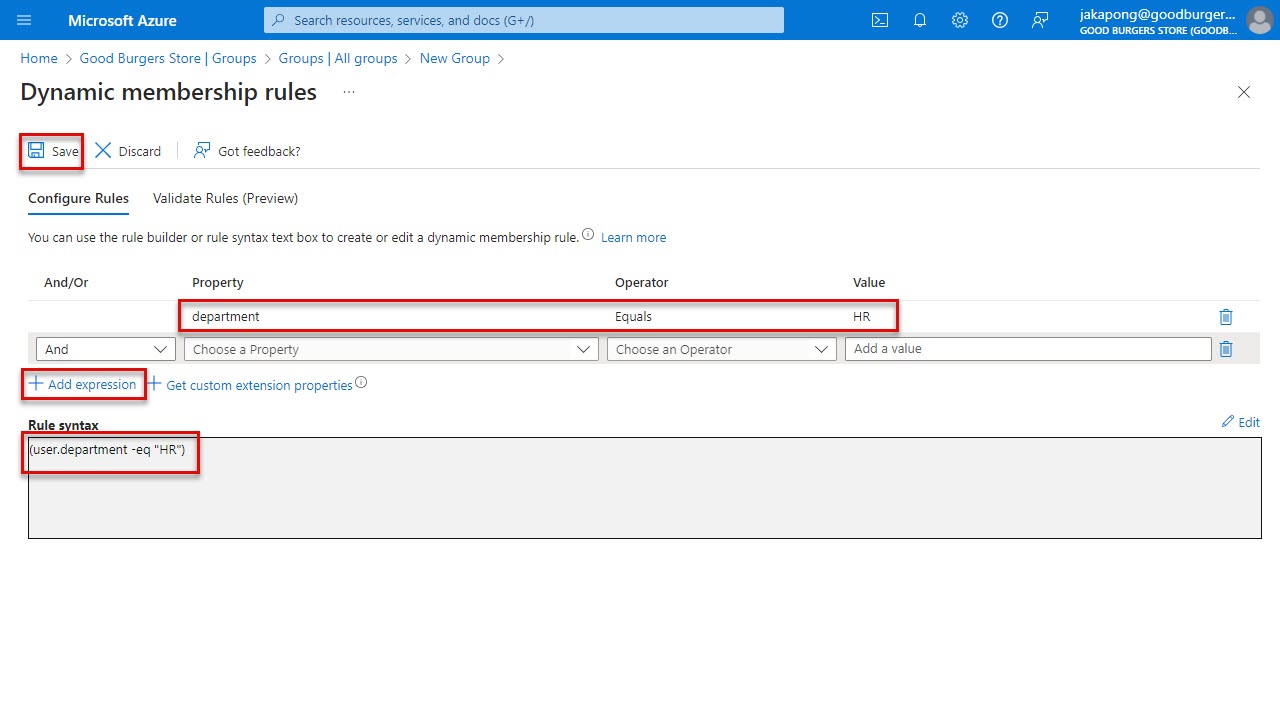 Microsoft Azure
Search resources, services, and docs (G+/)
jakapong@goodburger...
GOOD BURGERS STORE (GOODB...
Home > Good Burgers Store | Groups > Groups | All groups > New Group >
Dynamic membership rules ...
Save Discard Got feedback?
Configure Rules Validate Rules (Preview)
You can use the rule builder or rule syntax text box to create or edit a dynamic membership rule. Learn more
And/Or Property Operator Value
department Equals HR
And Choose a Property Choose an Operator Add a value
+ Add expression + Get custom extension properties
Rule syntax Edit
(user.department -eq "HR")